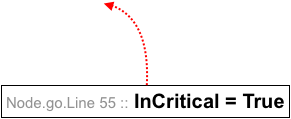 Node.go.Line 55 :: InCritical = True